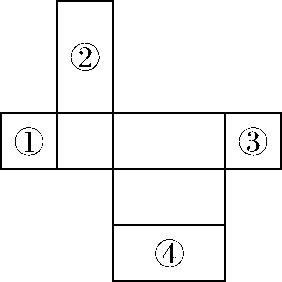 ②
① ③
④